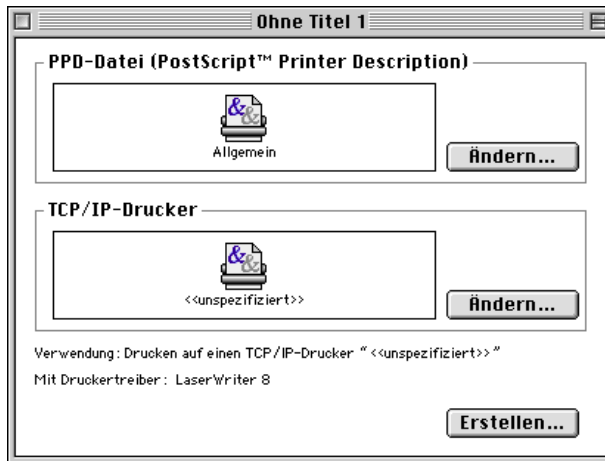 Ohne Titel 1
PPD-Datei (PostScript™ Printer Description)
Allgemein
Ändern...
TCP/IP-Drucker
<<unspezifiziert>>
Ändern...
Verwendung: Drucken auf einen TCP/IP-Drucker “<<unspezifiziert>>”
Mit Druckertreiber: LaserWriter 8
Erstellen...